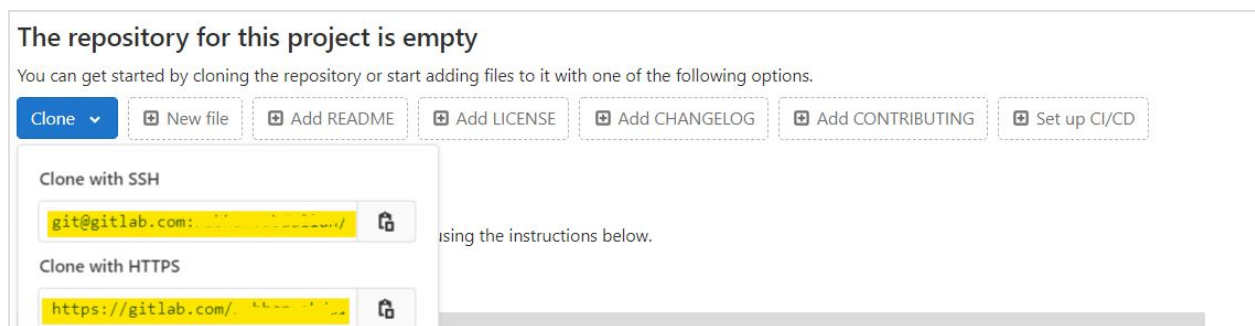 The repository for this project is empty
You can get started by cloning the repository or start adding files to it with one of the following options.
Clone New file Add README Add LICENSE Add CHANGELOG Add CONTRIBUTING Set up CI/CD
Clone with SSH
git@gitlab.com:
using the instructions below.
Clone with HTTPS
https://gitlab.com/